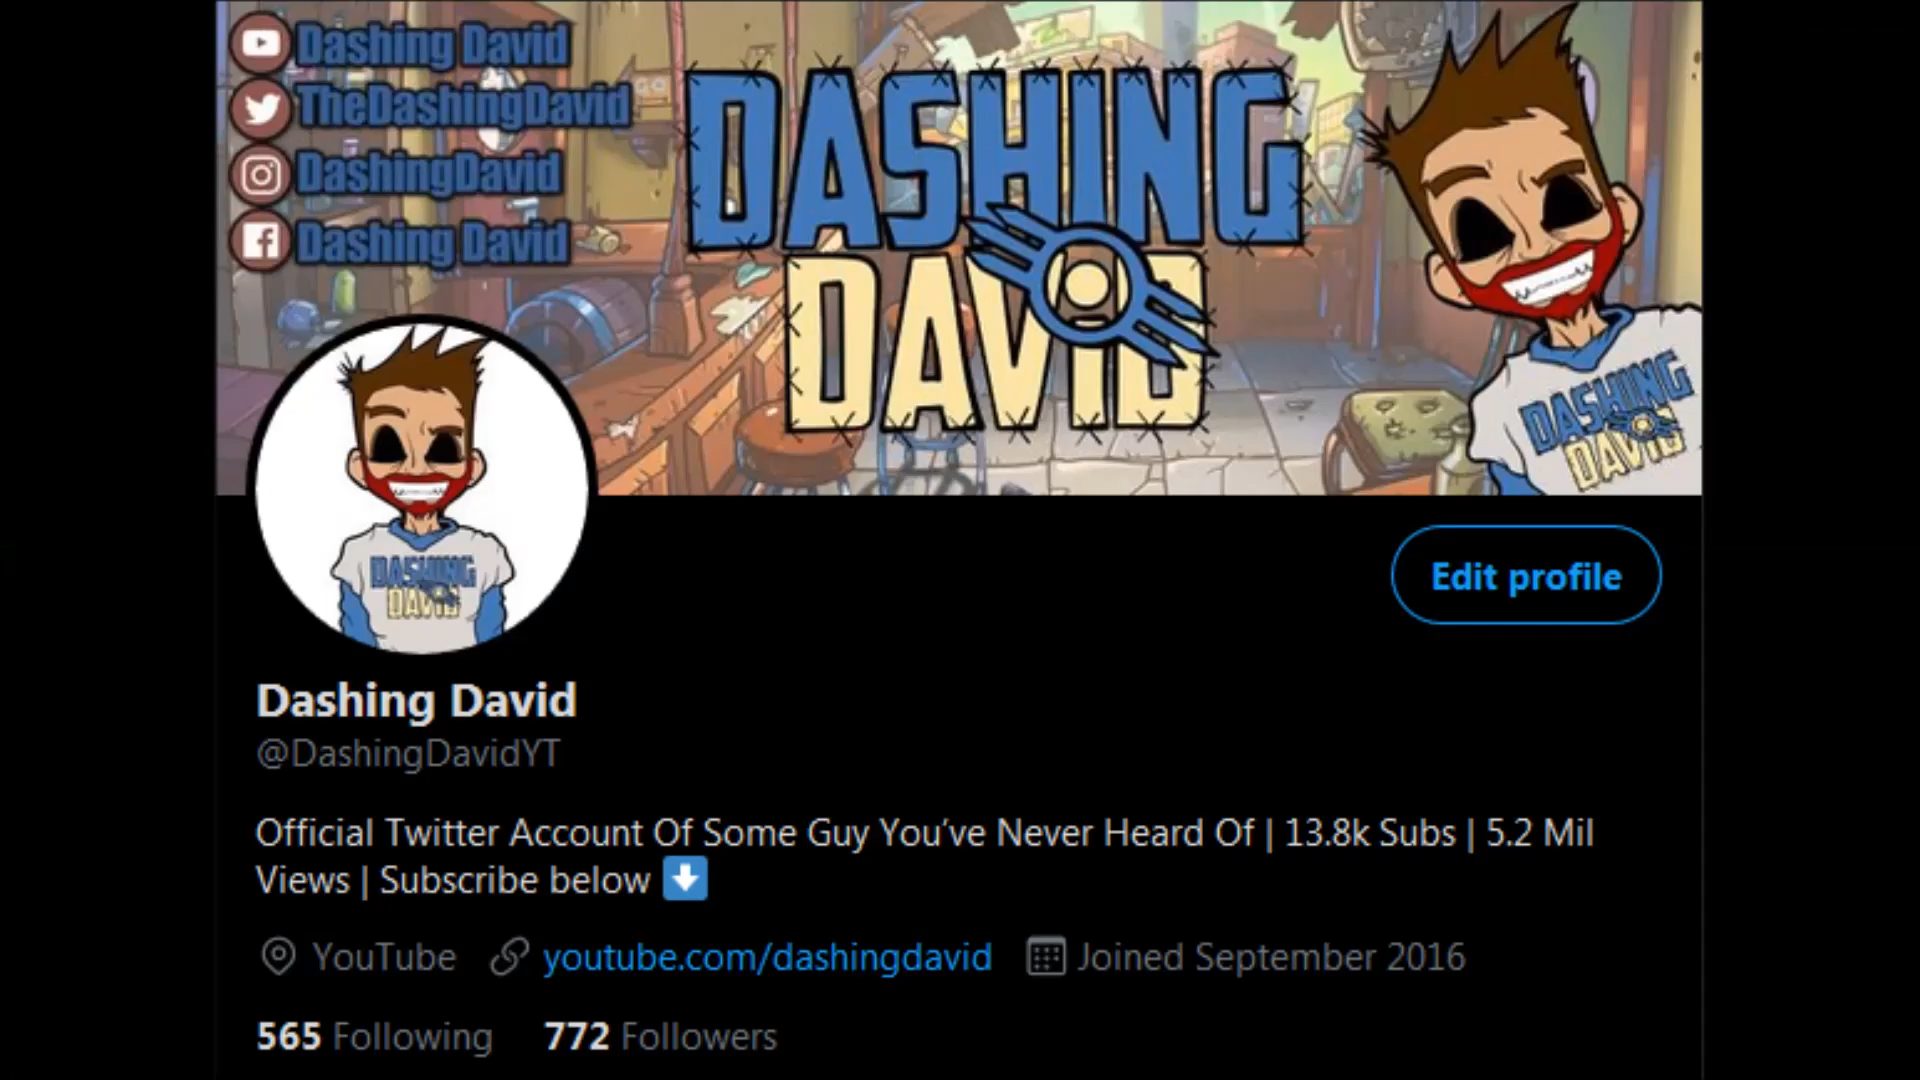 Dashing David
TheDashingDavid
DashingDavid
Dashing David
DASHING
DAVID
DASHING
DAVID
DASHING
DAVID
Edit profile
Dashing David
@DashingDavidYT
Official Twitter Account Of Some Guy You've Never Heard Of | 13.8k Subs | 5.2 Mil
Views | Subscribe below ⬇️
YouTube youtube.com/dashingdavid Joined September 2016
565 Following 772 Followers